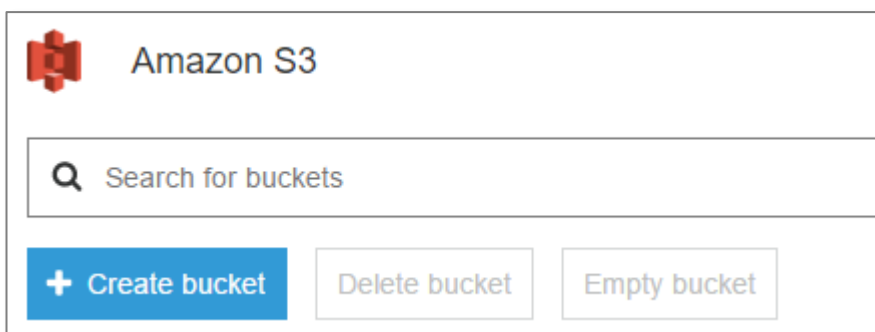 Amazon S3
Search for buckets
Create bucket Delete bucket Empty bucket